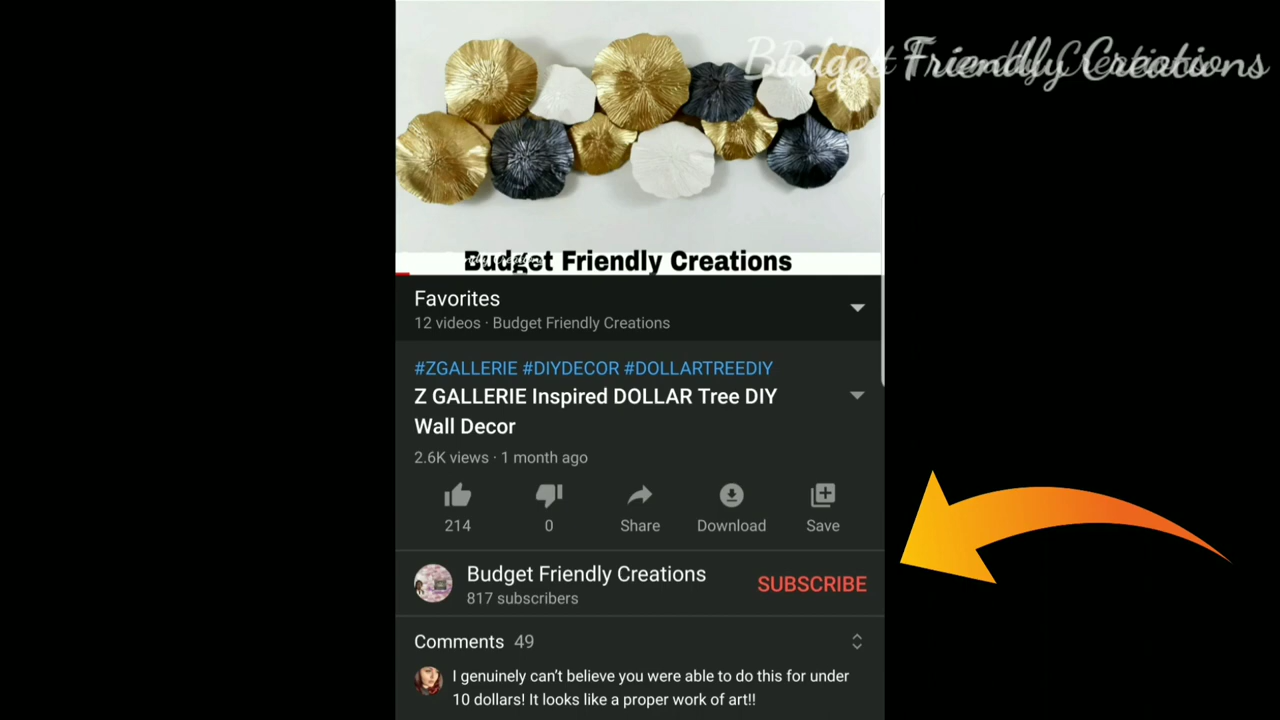 Budget Friendly Creations
Budget Friendly Creations
Favorites
12 videos · Budget Friendly Creations
#ZGALLERIE #DIYDECOR #DOLLARTREEDIY
Z GALLERIE Inspired DOLLAR Tree DIY
Wall Decor
2.6K views · 1 month ago
214
0
Share
Download
Save
Budget Friendly Creations
817 subscribers
SUBSCRIBE
Comments 49
I genuinely can't believe you were able to do this for under
10 dollars! It looks like a proper work of art!!